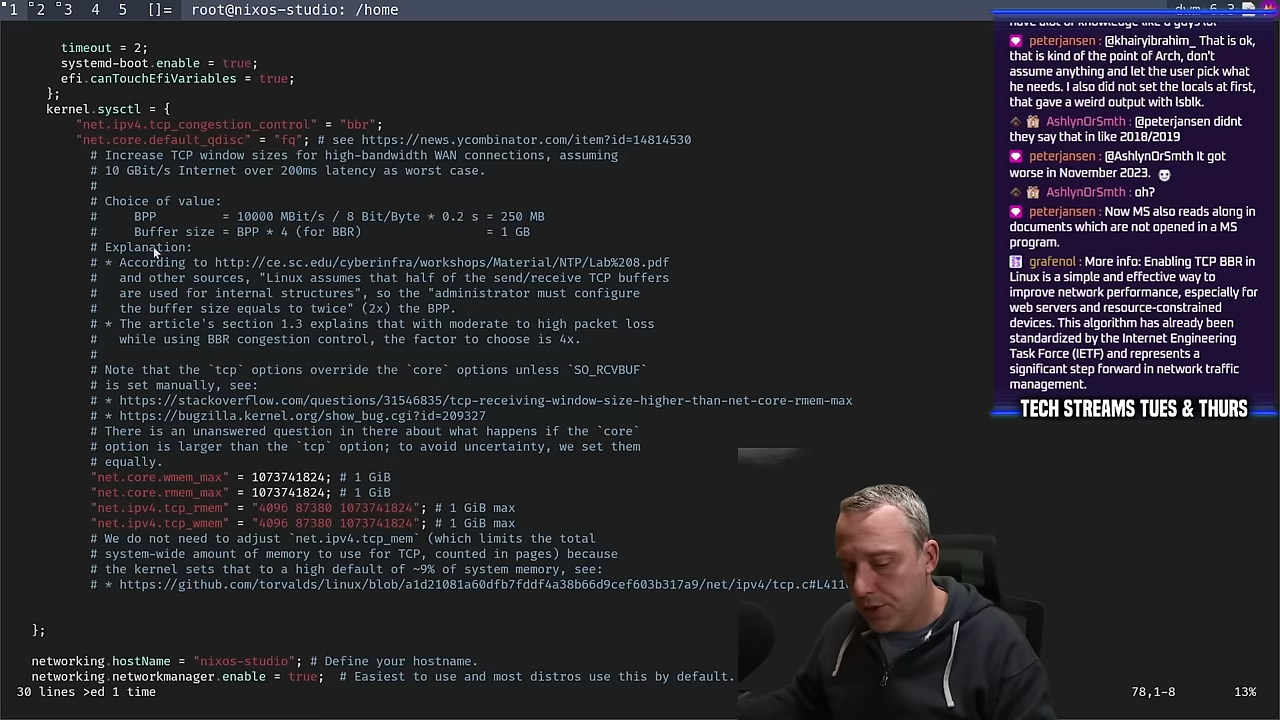 1 2 3 4 5 []= root@nixos-studio: /home
timeout = 2;
systemd-boot.enable = true;
efi.canTouchEfiVariables = true;
};
kernel.sysctl = {
"net.ipv4.tcp_congestion_control" = "bbr";
"net.core.default_qdisc" = "fq"; # see https://news.ycombinator.com/item?id=14814530
# Increase TCP window sizes for high-bandwidth WAN connections, assuming
# 10 GBit/s Internet over 200ms latency as worst case.
#
# Choice of value:
# BPP = 10000 MBit/s / 8 Bit/Byte * 0.2 s = 250 MB
# Buffer size = BPP * 4 (for BBR) = 1 GB
# Explanation:
# * According to http://ce.sc.edu/cyberinfra/workshops/Material/NTP/Lab%208.pdf
# and other sources, "Linux assumes that half of the send/receive TCP buffers
# are used for internal structures", so the "administrator must configure
# the buffer size equals to twice" (2x) the BPP.
# * The article's section 1.3 explains that with moderate to high packet loss
# while using BBR congestion control, the factor to choose is 4x.
#
# Note that the `tcp` options override the `core` options unless `SO_RCVBUF`
# is set manually, see:
# * https://stackoverflow.com/questions/31546835/tcp-receiving-window-size-higher-than-net-core-rmem-max
# * https://bugzilla.kernel.org/show_bug.cgi?id=209327
# There is an unanswered question in there about what happens if the `core`
# option is larger than the `tcp` option; to avoid uncertainty, we set them
# equally.
"net.core.wmem_max" = 1073741824; # 1 GiB
"net.core.rmem_max" = 1073741824; # 1 GiB
"net.ipv4.tcp_rmem" = "4096 87380 1073741824"; # 1 GiB max
"net.ipv4.tcp_wmem" = "4096 87380 1073741824"; # 1 GiB max
# We do not need to adjust `net.ipv4.tcp_mem` (which limits the total
# system-wide amount of memory to use for TCP, counted in pages) because
# the kernel sets that to a high default of ~9% of system memory, see:
# * https://github.com/torvalds/linux/blob/a1d21081a60dfb7fddf4a38b66d9cef603b317a9/net/ipv4/tcp.c#L411
};
networking.hostName = "nixos-studio"; # Define your hostname.
networking.networkmanager.enable = true; # Easiest to use and most distros use this by default.
30 lines >ed 1 time
78,1-8 13%
dwm 6.3
have alot of knowledge like a guys lol
peterjansen : @khairyibrahim_ That is ok,
that is kind of the point of Arch, don't
assume anything and let the user pick what
he needs. I also did not set the locals at first,
that gave a weird output with lsblk.
AshlynOrSmth : @peterjansen didnt
they say that in like 2018/2019
peterjansen : @AshlynOrSmth It got
worse in November 2023.
AshlynOrSmth : oh?
peterjansen : Now MS also reads along in
documents which are not opened in a MS
program.
grafenol : More info: Enabling TCP BBR in
Linux is a simple and effective way to
improve network performance, especially for
web servers and resource-constrained
devices. This algorithm has already been
standardized by the Internet Engineering
Task Force (IETF) and represents a
significant step forward in network traffic
management.
TECH STREAMS TUES & THURS